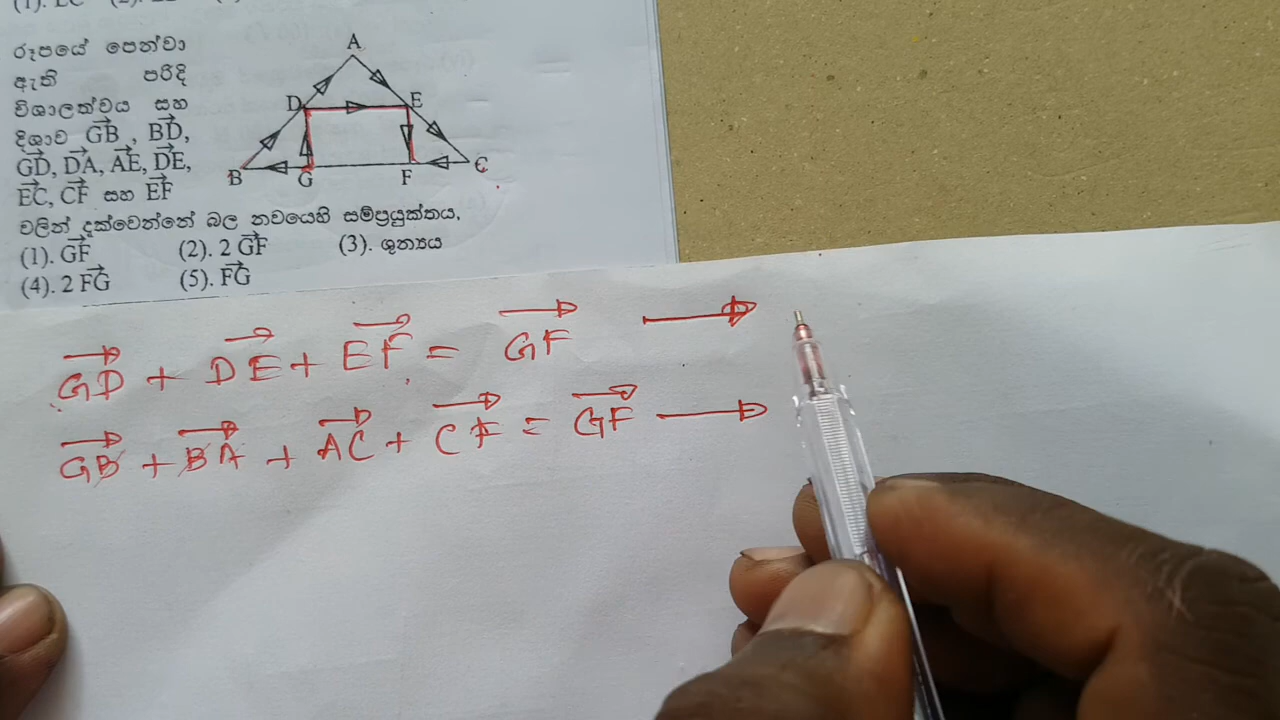 රූපයේ පෙන්වා
ඇති පරිදි
විශාලත්වය සහ
දිශාව GB⃗ , BD⃗,
GD⃗, DA⃗, AE⃗, DE⃗,
EC⃗, CF⃗ සහ EF⃗
වලින් දැක්වෙන්නේ බල නවයෙහි සම්ප්‍රයුක්තය,
(1). GF⃗ (2). 2 GF⃗ (3). ශුන්‍යය
(4). 2 FG⃗ (5). FG⃗
A
D E
B G F C
GD⃗ + DE⃗ + EF⃗ = GF⃗ →
GB⃗ + BA⃗ + AC⃗ + CF⃗ = GF⃗ →